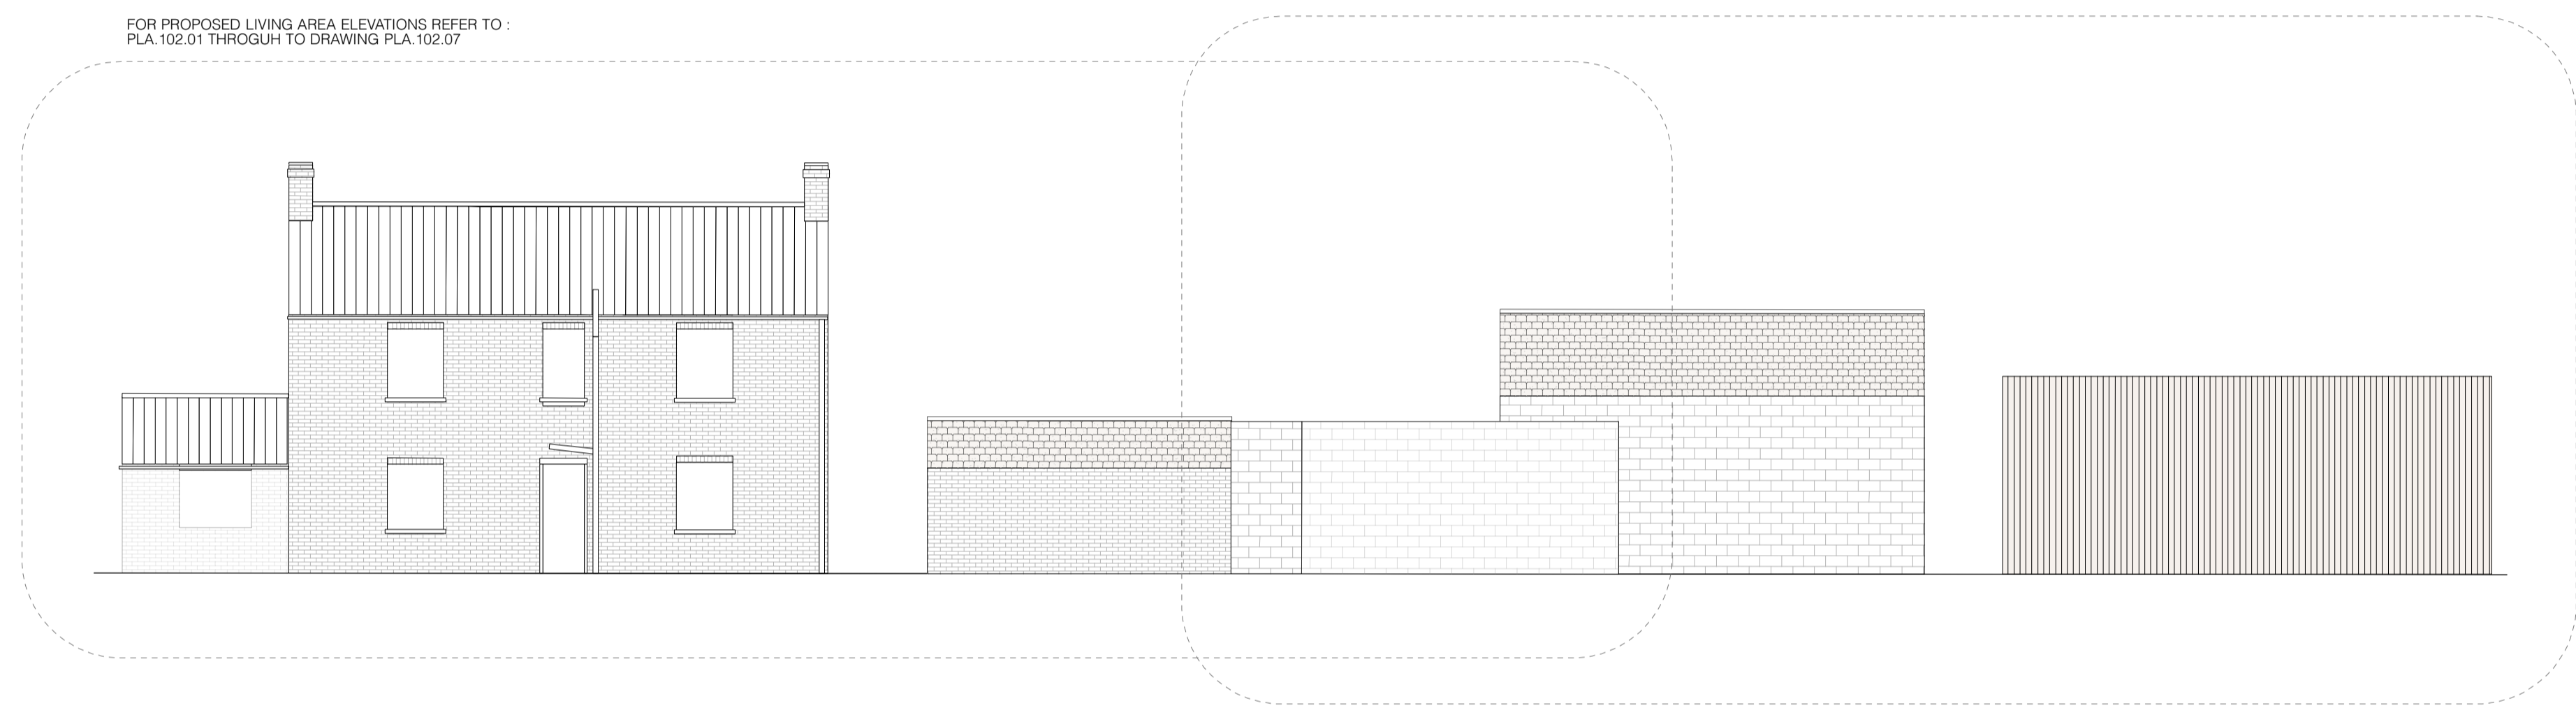 FOR PROPOSED LIVING AREA ELEVATIONS REFER TO :
PLA.102.01 THROGUH TO DRAWING PLA.102.07